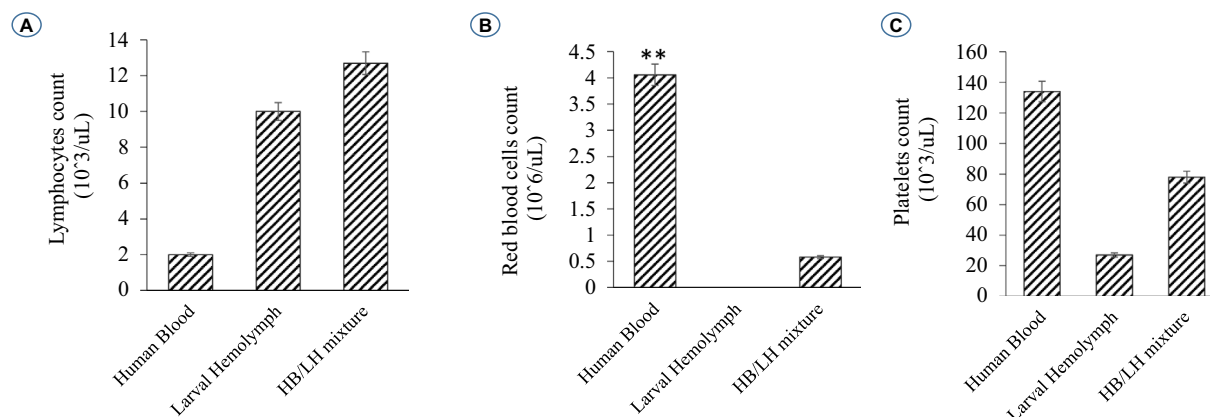 A
Lymphocytes count
(10^3/uL)
14
12
10
8
6
4
2
0
Human Blood
Larval Hemolymph
HB/LH mixture
B
Red blood cells count
(10^6/uL)
4.5
4
3.5
3
2.5
2
1.5
1
0.5
0
**
Human Blood
Larval Hemolymph
HB/LH mixture
C
Platelets count
(10^3/uL)
160
140
120
100
80
60
40
20
0
Human Blood
Larval Hemolymph
HB/LH mixture